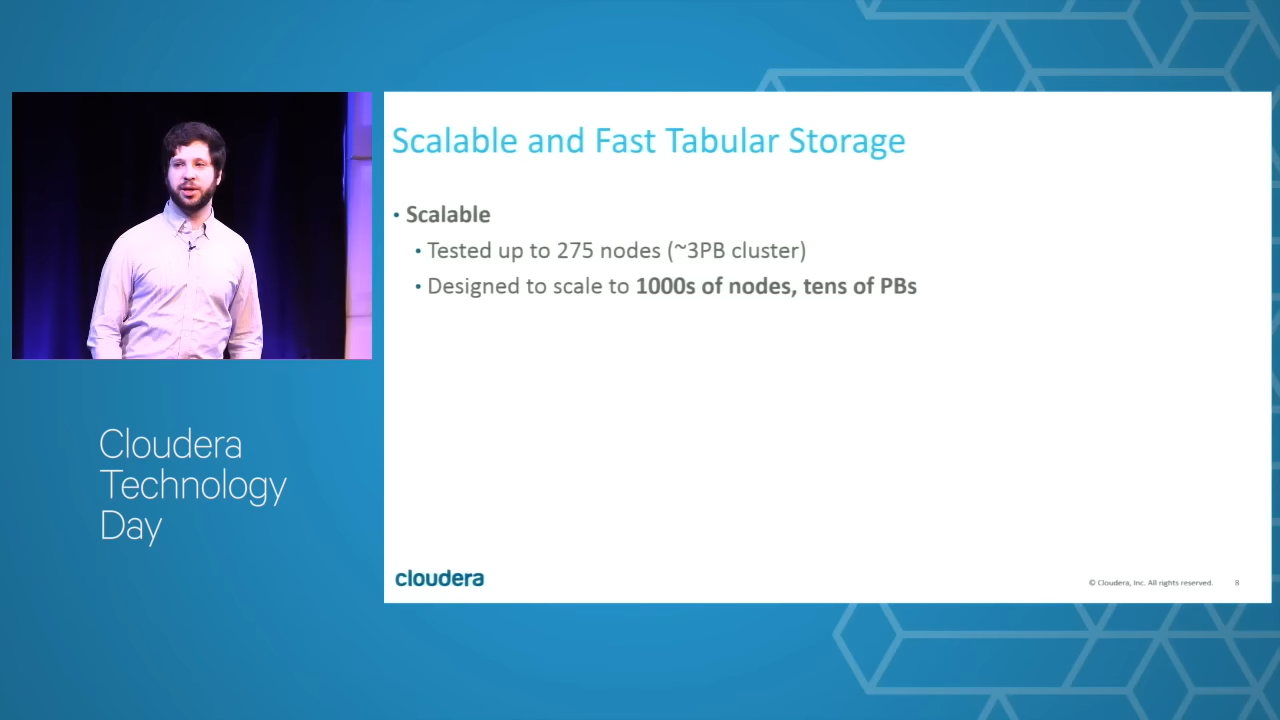 Scalable and Fast Tabular Storage
• Scalable
• Tested up to 275 nodes (~3PB cluster)
• Designed to scale to 1000s of nodes, tens of PBs
Cloudera
Technology
Day
cloudera
© Cloudera, Inc. All rights reserved. 8